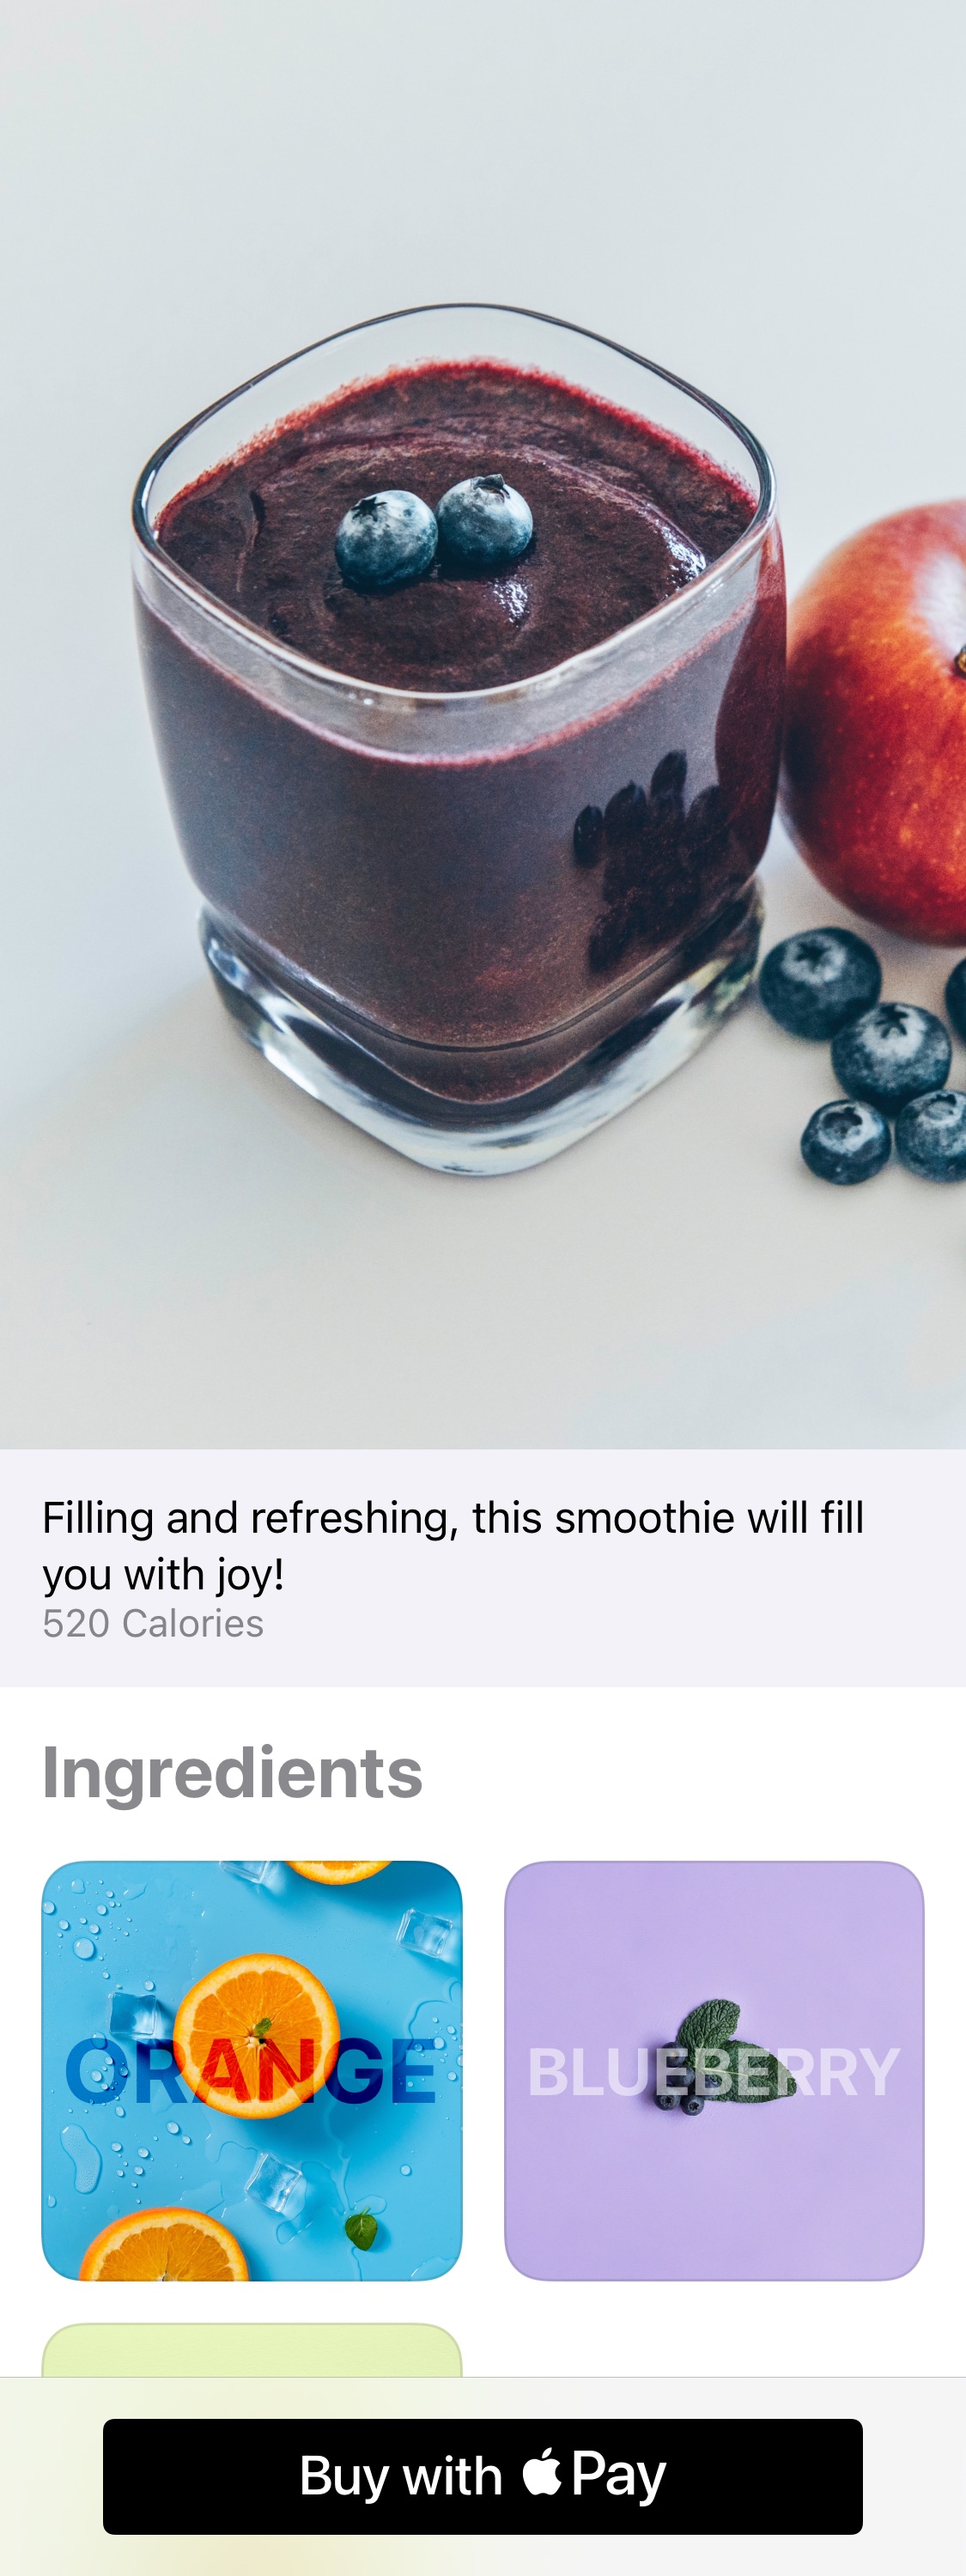 Filling and refreshing, this smoothie will fill
you with joy!
520 Calories
Ingredients
ORANGE
BLUEBERRY
Buy with Pay